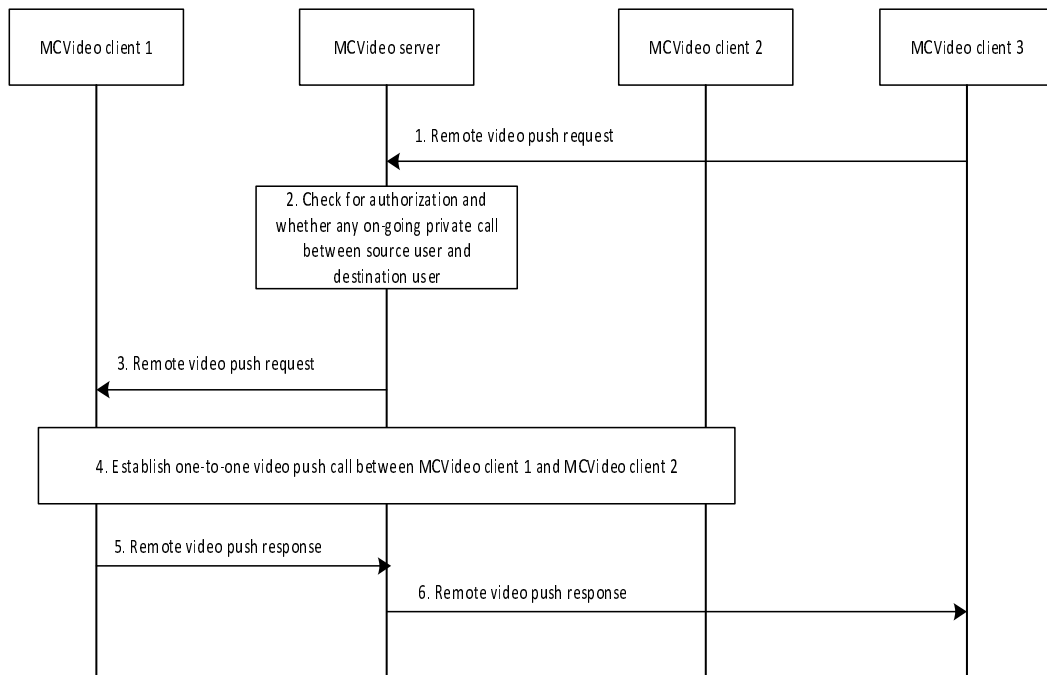 MCVideo client 1
MCVideo server
MCVideo client 2
MCVideo client 3
1. Remote video push request
2. Check for authorization and
whether any on-going private call
between source user and
destination user
3. Remote video push request
4. Establish one-to-one video push call between MCVideo client 1 and MCVideo client 2
5. Remote video push response
6. Remote video push response